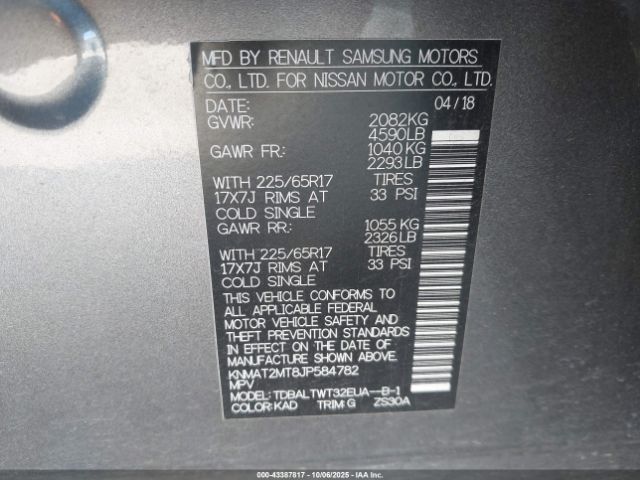 MFD BY RENAULT SAMSUNG MOTORS
CO., LTD. FOR NISSAN MOTOR CO., LTD.
DATE: 04/18
GVWR: 2082KG
4590LB
GAWR FR.: 1040KG
2293LB
WITH 225/65R17 TIRES
17X7J RIMS AT 33 PSI
COLD SINGLE
GAWR RR.: 1055 KG
2326LB
WITH 225/65R17 TIRES
17X7J RIMS AT 33 PSI
COLD SINGLE
THIS VEHICLE CONFORMS TO
ALL APPLICABLE FEDERAL
MOTOR VEHICLE SAFETY AND
THEFT PREVENTION STANDARDS
IN EFFECT ON THE DATE OF
MANUFACTURE SHOWN ABOVE.
KNMAT2MT8JP584782
MPV
MODEL: TDBALTWT32EUA--B-1
COLOR:KAD TRIM:G ZS30A
000-43387817 - 10/06/2025 - Copyright IAA, LLC